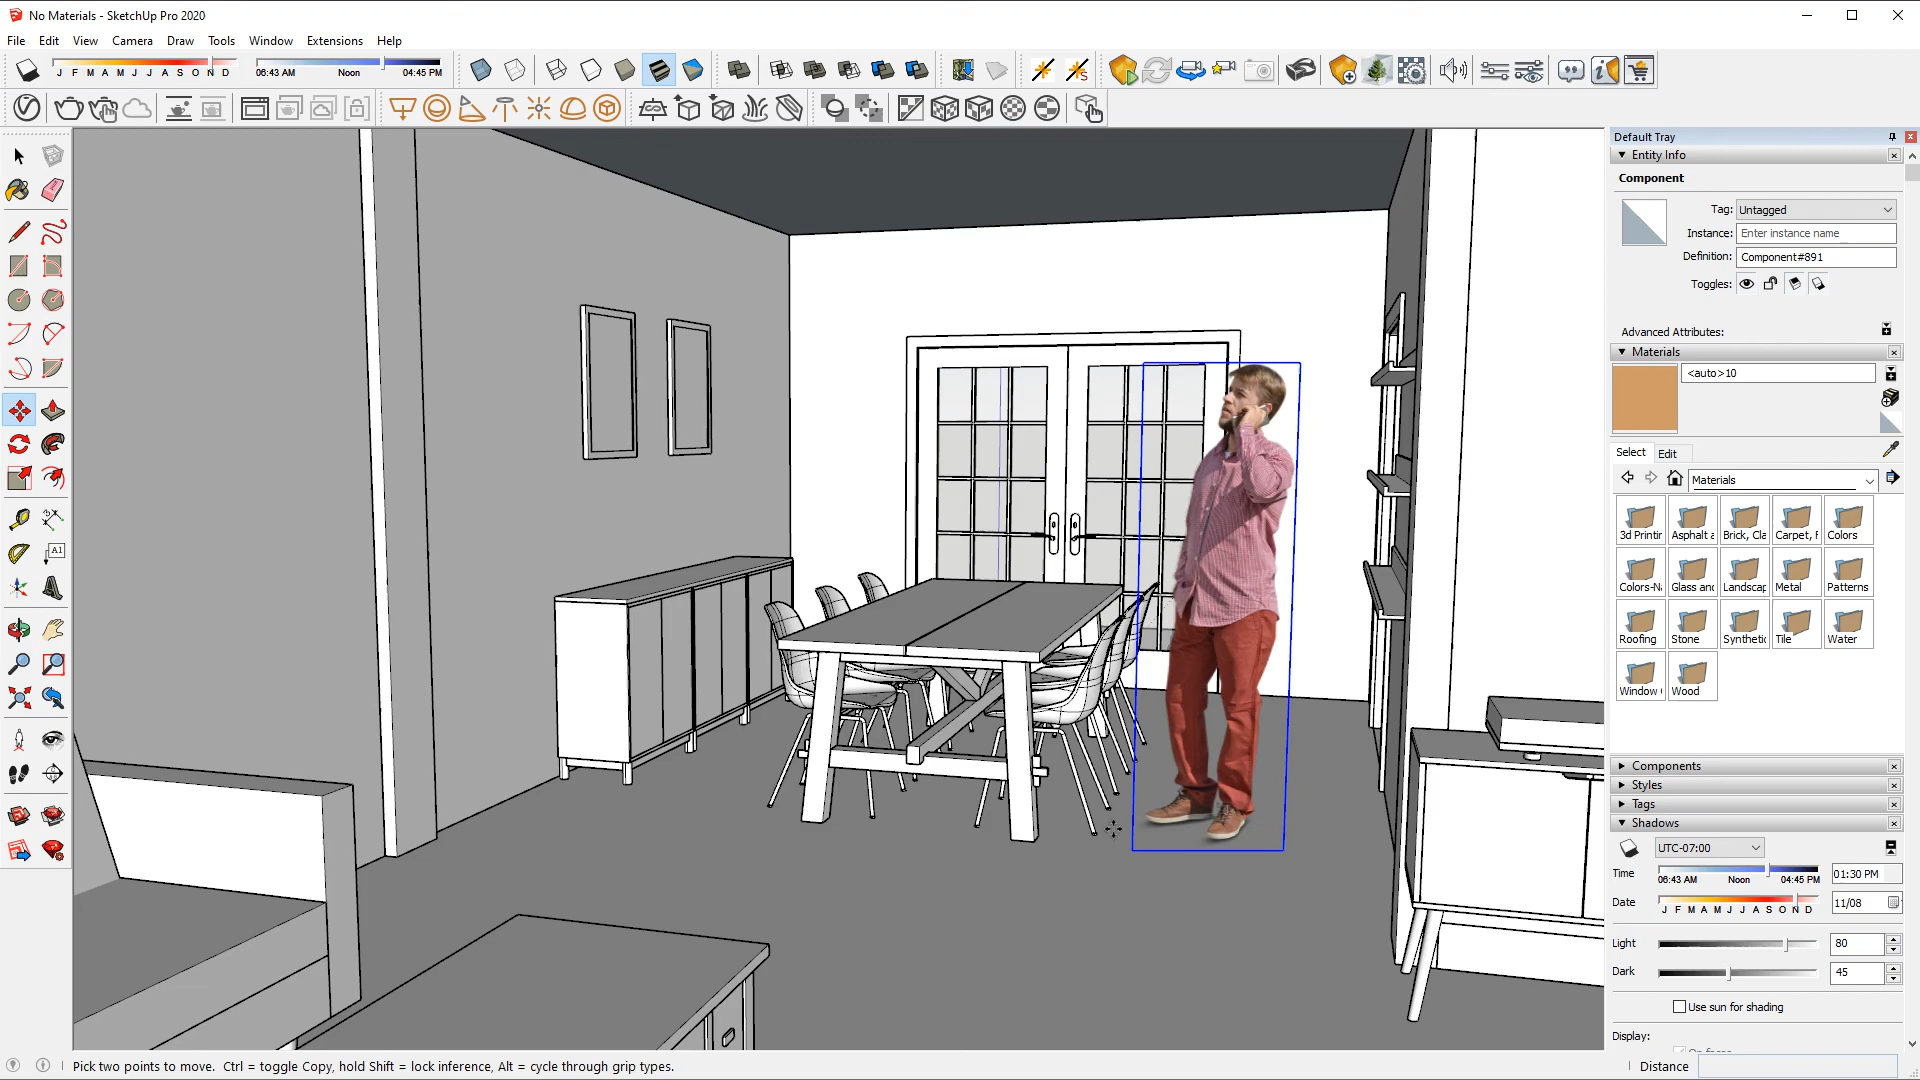 No Materials - SketchUp Pro 2020
File Edit View Camera Draw Tools Window Extensions Help
J F M A M J J A S O N D 06:43 AM Noon 04:45 PM
Default Tray
Entity Info
Component
Tag: Untagged
Instance: Enter instance name
Definition: Component#891
Toggles:
Advanced Attributes:
Materials
<auto>10
Select Edit
Materials
3d Printin Asphalt a Brick, Cla Carpet, F Colors
Colors-Na Glass and Landscap Metal Patterns
Roofing Stone Synthetic Tile Water
Window Wood
A1
Components
Styles
Tags
Shadows
UTC-07:00
Time 06:43 AM Noon 04:45 PM 01:30 PM
Date J F M A M J J A S O N D 11/08
Light 80
Dark 45
Use sun for shading
Display:
Pick two points to move. Ctrl = toggle Copy, hold Shift = lock inference, Alt = cycle through grip types.
Distance